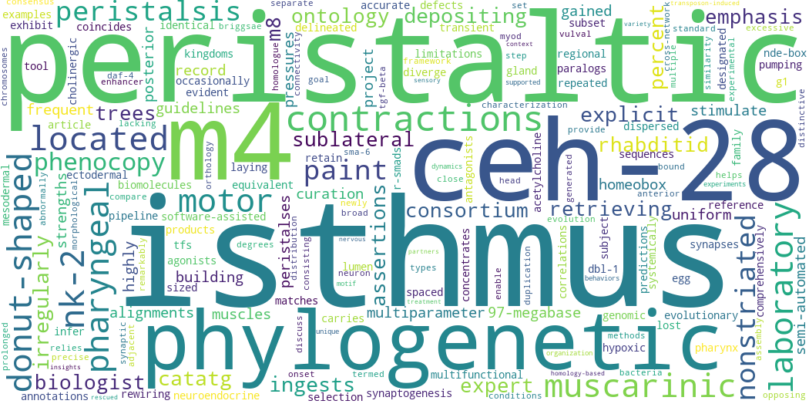 peristaltic
isthmus
phylogenetic
ceh-28
m4
peristalsis
contractions
pharyngeal
donut-shaped
nk-2
motor
located
paint
muscarinic
laboratory
nonstriated
rhabditid
phenocopy
trees
sublateral
explicit
retrieving
consortium
assertions
ontology
depositing
emphasis
percent
gained
m8
irregularly
biologist
catatg
ingests
expert
building
highly
muscles
alignments
multiparameter
97-megabase
homeobox
stimulate
uniform
guidelines
frequent
record
posterior
pressures
project
curation
strengths
peristalses
software-assisted
semi-automated
comprehensively
systemically
correlations
predictions
synapses
neuroendocrine
synaptogenesis
multifunctional
rewiring
annotations
selection
coincides
identical
briggsae
consensus
examples
exhibit
tool
cholinergic
kingdoms
occasionally
evident
daf-4
enhancer
homologue
connectivity
separate
delineated
goal
tgf-beta
accurate
defects
transient
limitations
diverge
framework
sensory
set
subset
vulval
myod
context
step
gland
supported
regional
paralogs
repeated
variety
cross-network
multiple
similarity
standard
designated
experimental
excessive
transposon-induced
nde-box
pumping
g1
distinctive
chromosomes
article
lacking
laying
orthology
retain
sma-6
equivalent
biomolecules
compare
ectodermal
mesodermal
abnormally
morphological
pipeline
products
tfs
degrees
agonists
remarkably
sized
distribution
consisting
lumen
neuron
broad
newly
nervous
motif
types
matches
carries
unique
discuss
onset
termed
synaptic
adjacent
infer
relies
precise
insights
prolonged
rescued
r-smads
close
dynamics
head
bound
antagonists
characterization
provide
dispersed
sequences
acetylcholine
generated
family
helps
experiments
reference
anterior
evolution
subject
dbl-1
behaviors
egg
duplication
enable
concentrates
spaced
partners
treatment
genomic
evolutionary
lost
methods
hypoxic
bacteria
pharynx
assembly
organization
homology-based
conditions
opposing